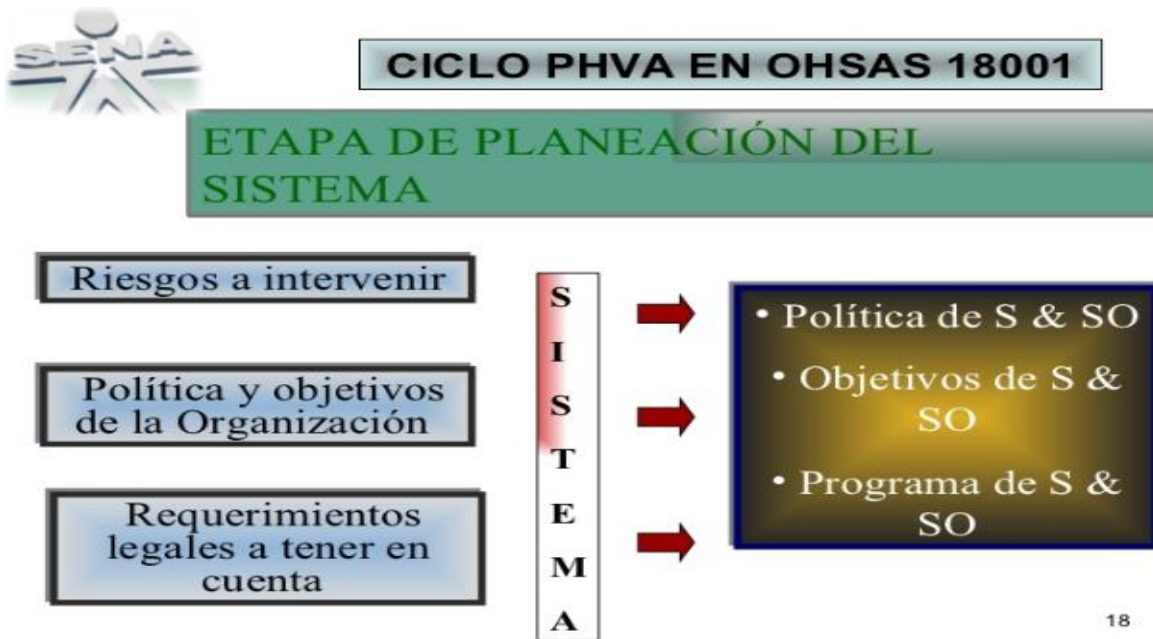 SENA
CICLO PHVA EN OHSAS 18001
ETAPA DE PLANEACIÓN DEL
SISTEMA
Riesgos a intervenir
Política y objetivos
de la Organización
Requerimientos
legales a tener en
cuenta
S
I
S
T
E
M
A
• Política de S & SO
• Objetivos de S &
SO
• Programa de S &
SO
18